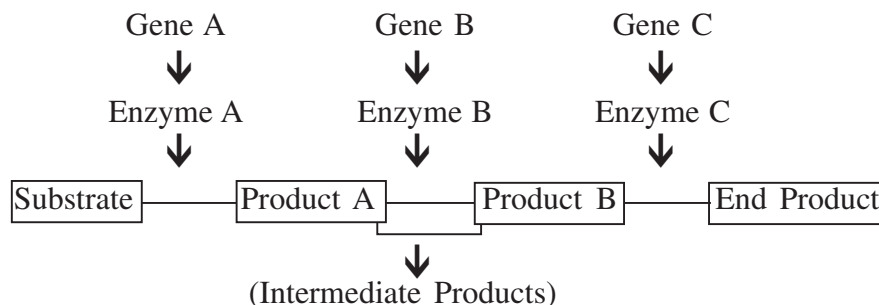 Gene A Gene B Gene C
Enzyme A Enzyme B Enzyme C
Substrate Product A Product B End Product
(Intermediate Products)